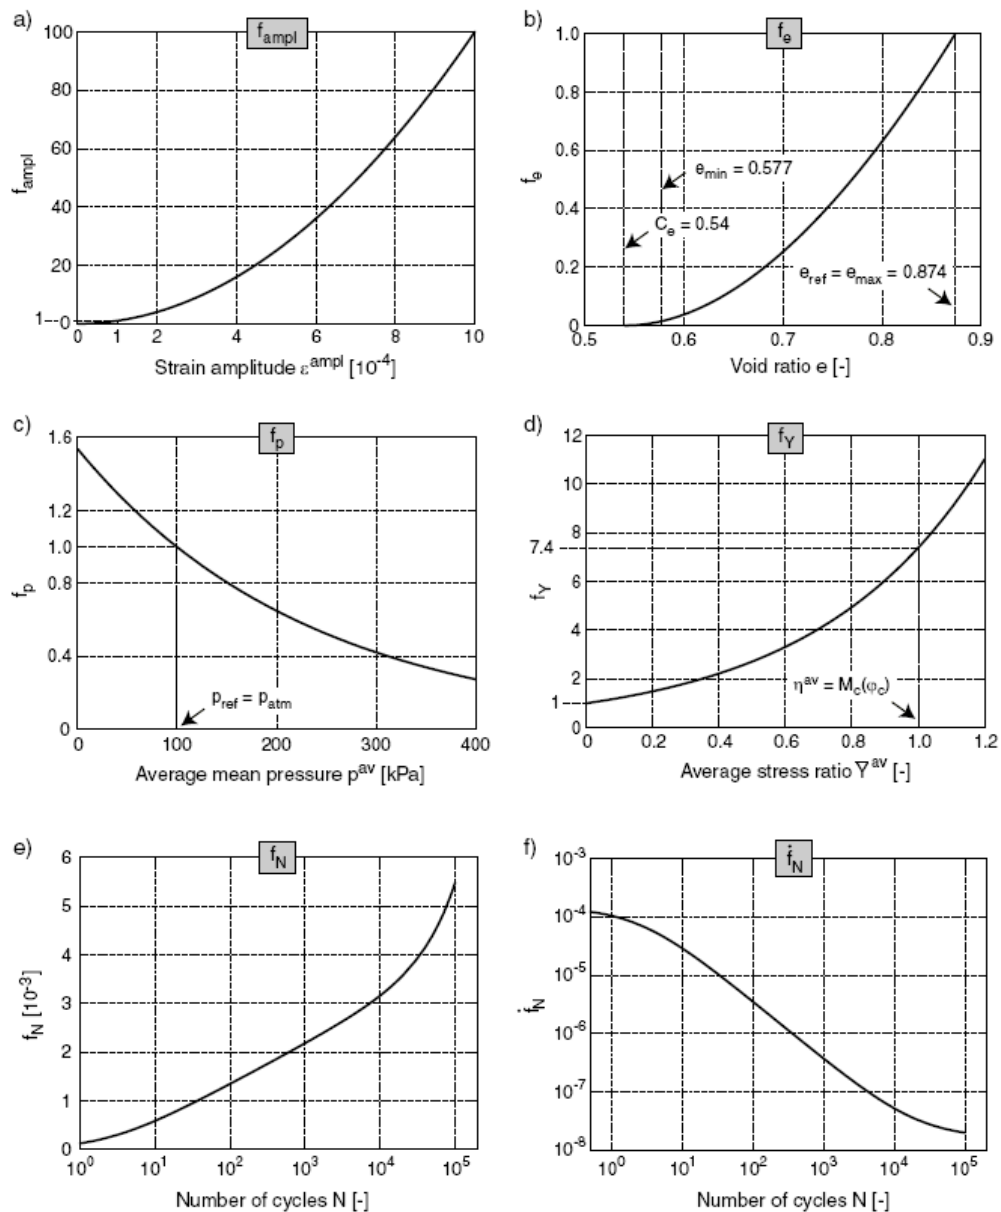 a)
f_ampl
100
80
60
40
20
1
0
f_ampl
0 1 2 4 6 8 10
Strain amplitude ε^ampl [10^-4]
b)
f_e
1.0
0.8
0.6
0.4
0.2
0
f_e
e_min = 0.577
C_e = 0.54
e_ref = e_max = 0.874
0.5 0.6 0.7 0.8 0.9
Void ratio e [-]
c)
f_p
1.6
1.2
1.0
0.8
0.4
0
f_p
p_ref = p_atm
0 100 200 300 400
Average mean pressure p^av [kPa]
d)
f_Y
12
10
8
7.4
6
4
2
1
0
f_Y
η^av = M_c(φ_c)
0 0.2 0.4 0.6 0.8 1.0 1.2
Average stress ratio Y̅^av [-]
e)
f_N
6
5
4
3
2
1
0
f_N [10^-3]
10^0 10^1 10^2 10^3 10^4 10^5
Number of cycles N [-]
f)
ḟ_N
10^-3
10^-4
10^-5
10^-6
10^-7
10^-8
ḟ_N
10^0 10^1 10^2 10^3 10^4 10^5
Number of cycles N [-]